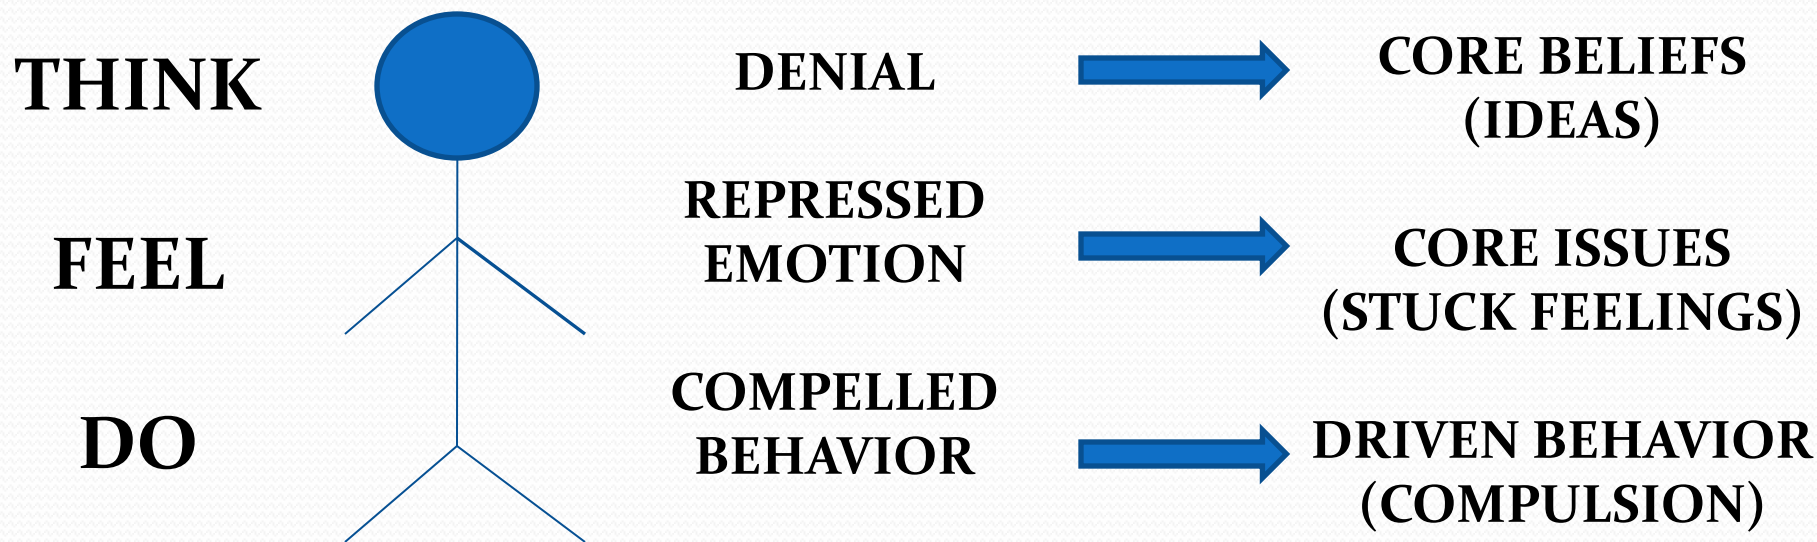 THINK
DENIAL
CORE BELIEFS
(IDEAS)
FEEL
REPRESSED
EMOTION
CORE ISSUES
(STUCK FEELINGS)
DO
COMPELLED
BEHAVIOR
DRIVEN BEHAVIOR
(COMPULSION)